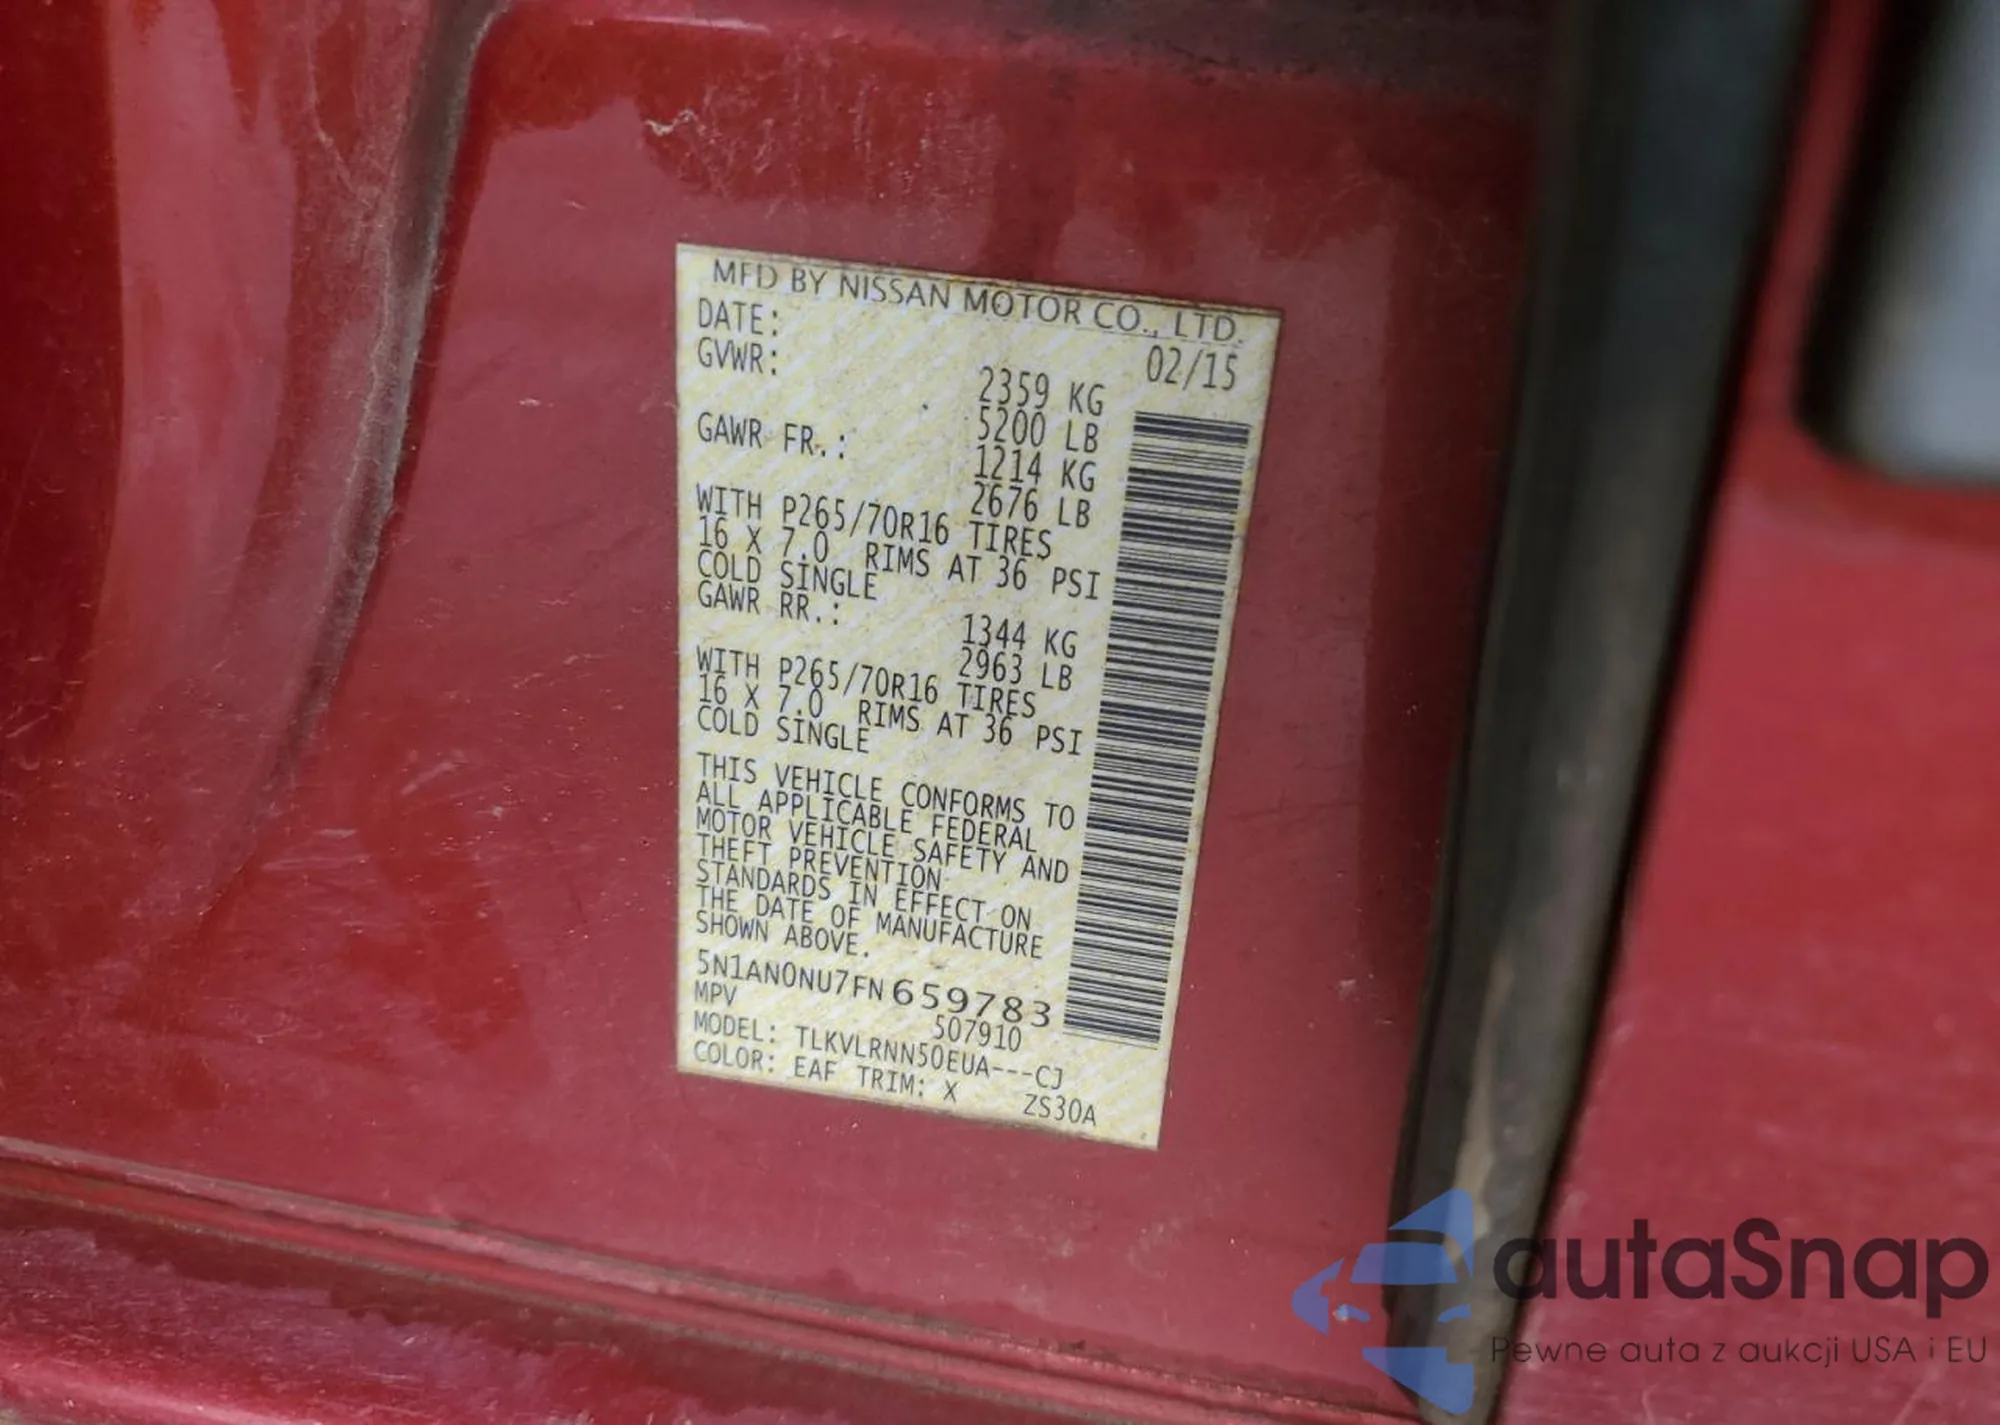 MFD BY NISSAN MOTOR CO., LTD.
DATE: 02/15
GVWR: 2359 KG
5200 LB
GAWR FR.: 1214 KG
2676 LB
WITH P265/70R16 TIRES
16 X 7.0 RIMS AT 36 PSI
COLD SINGLE
GAWR RR.: 1344 KG
2963 LB
WITH P265/70R16 TIRES
16 X 7.0 RIMS AT 36 PSI
COLD SINGLE
THIS VEHICLE CONFORMS TO
ALL APPLICABLE FEDERAL
MOTOR VEHICLE SAFETY AND
THEFT PREVENTION
STANDARDS IN EFFECT ON
THE DATE OF MANUFACTURE
SHOWN ABOVE.
5N1AN0NU7FN659783
MPV 507910
MODEL: TLKVLRNN50EUA---CJ
COLOR: EAF TRIM: X ZS30A
autaSnap
Pewne auta z aukcji USA i EU